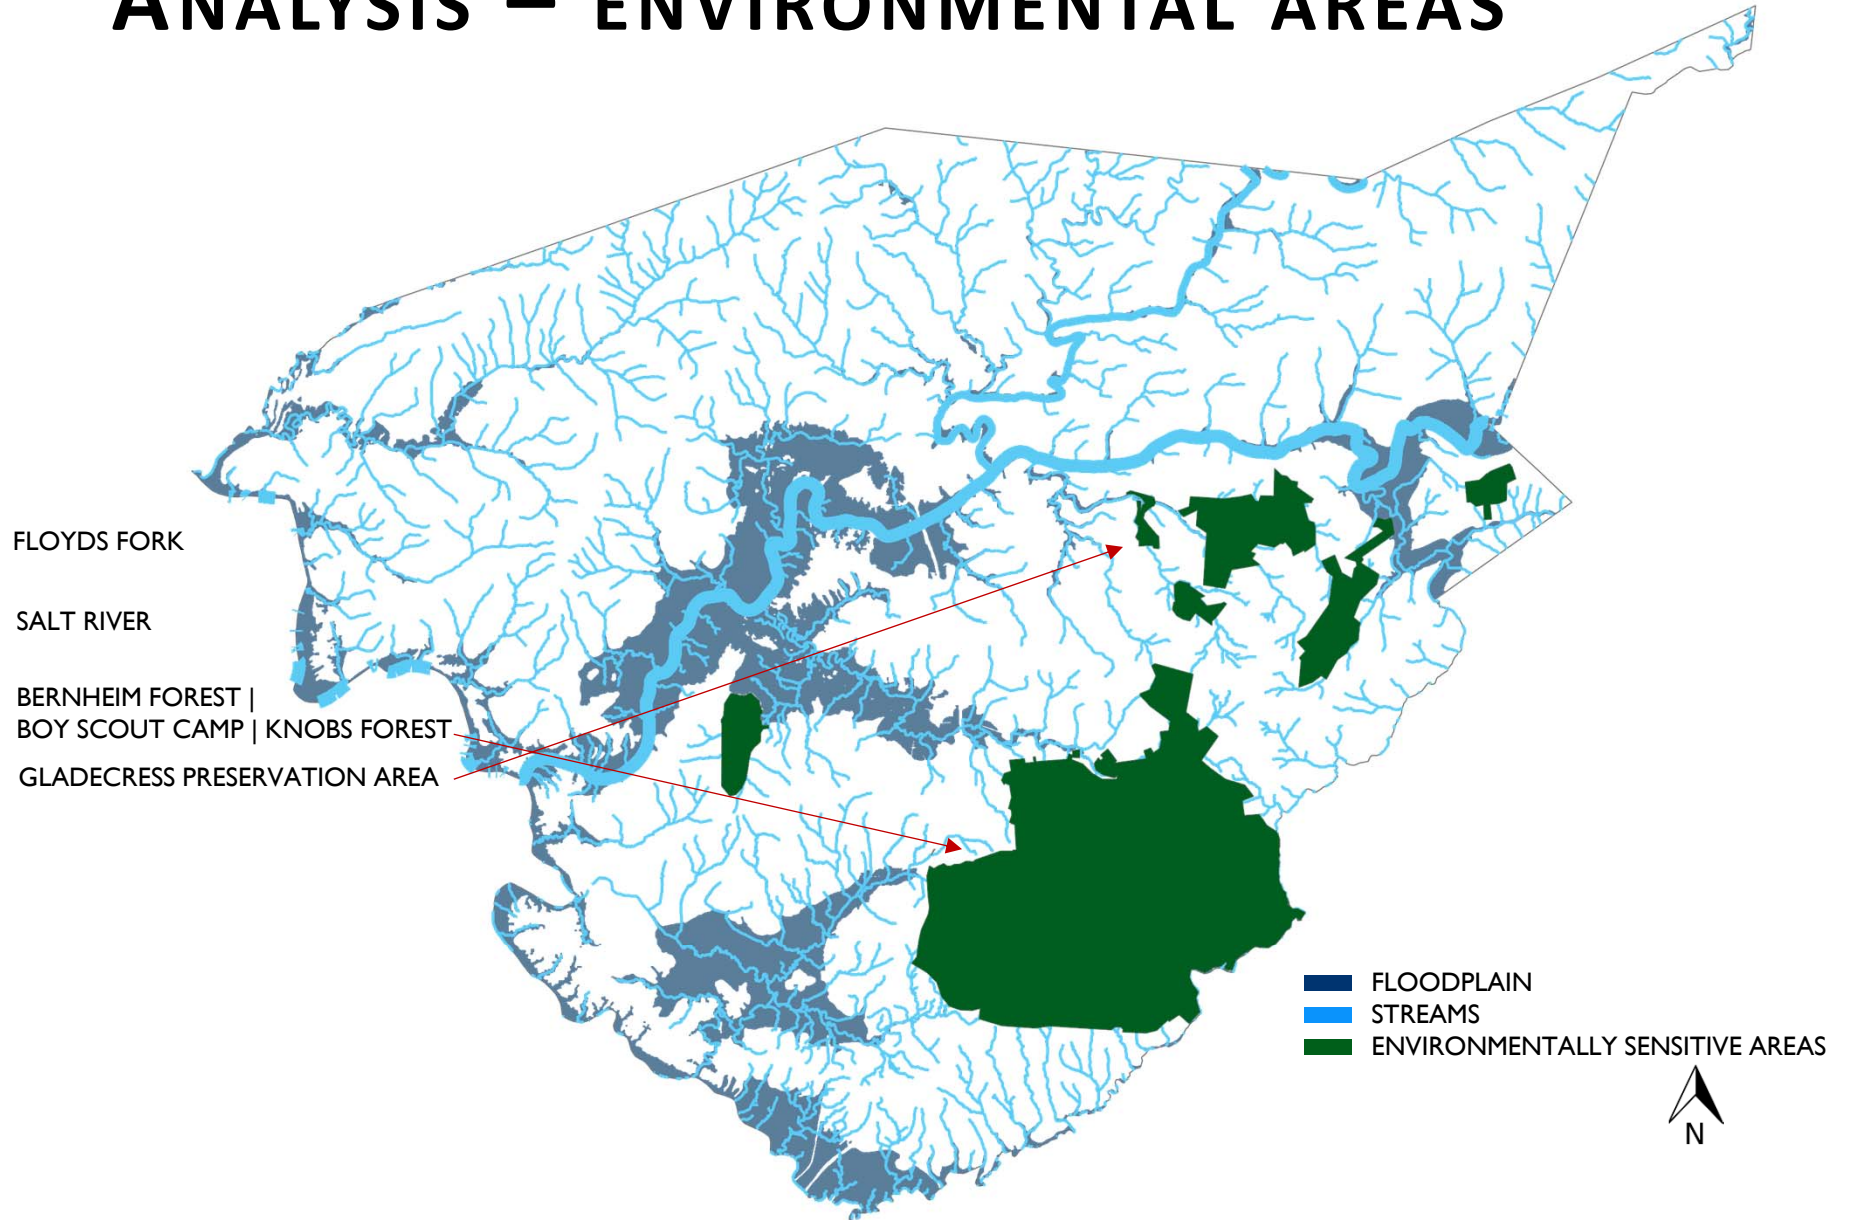 ANALYSIS – ENVIRONMENTAL AREAS
FLOYDS FORK
SALT RIVER
BERNHEIM FOREST |
BOY SCOUT CAMP | KNOBS FOREST
GLADECRESS PRESERVATION AREA
FLOODPLAIN
STREAMS
ENVIRONMENTALLY SENSITIVE AREAS
N